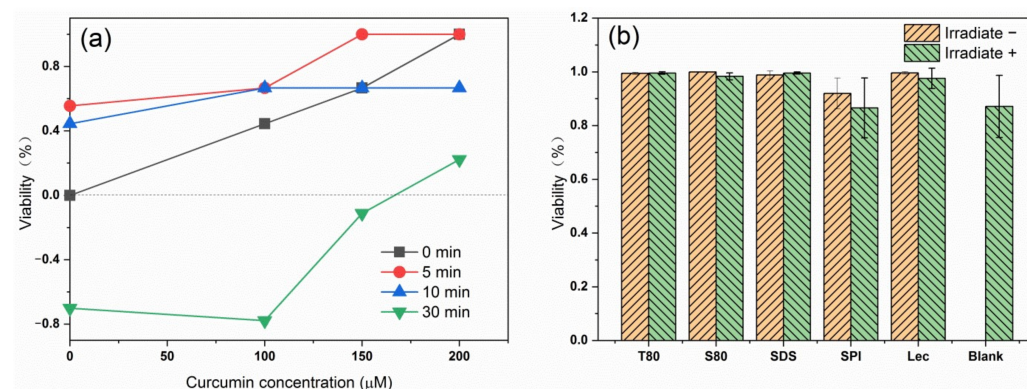 (a)
Viability (%)
0.8
0.4
0.0
−0.4
−0.8
0 min
5 min
10 min
30 min
0
50
100
150
200
Curcumin concentration (μM)
(b)
Irradiate −
Irradiate +
Viability (%)
1.2
1.0
0.8
0.6
0.4
0.2
0.0
T80 S80 SDS SPI Lec Blank